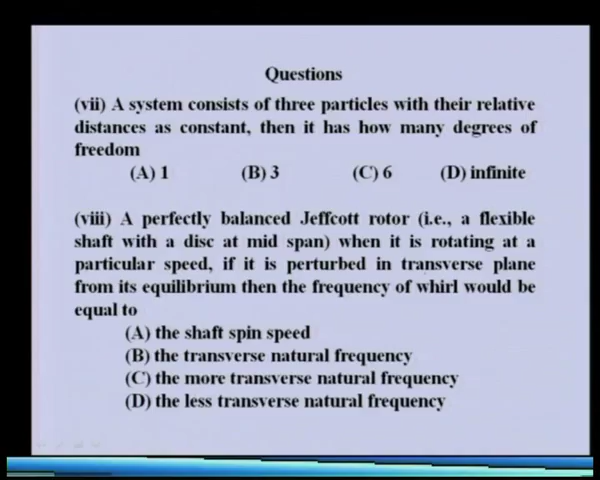 Questions
(vii) A system consists of three particles with their relative
distances as constant, then it has how many degrees of
freedom
(A) 1 (B) 3 (C) 6 (D) infinite
(viii) A perfectly balanced Jeffcott rotor (i.e., a flexible
shaft with a disc at mid span) when it is rotating at a
particular speed, if it is perturbed in transverse plane
from its equilibrium then the frequency of whirl would be
equal to
(A) the shaft spin speed
(B) the transverse natural frequency
(C) the more transverse natural frequency
(D) the less transverse natural frequency